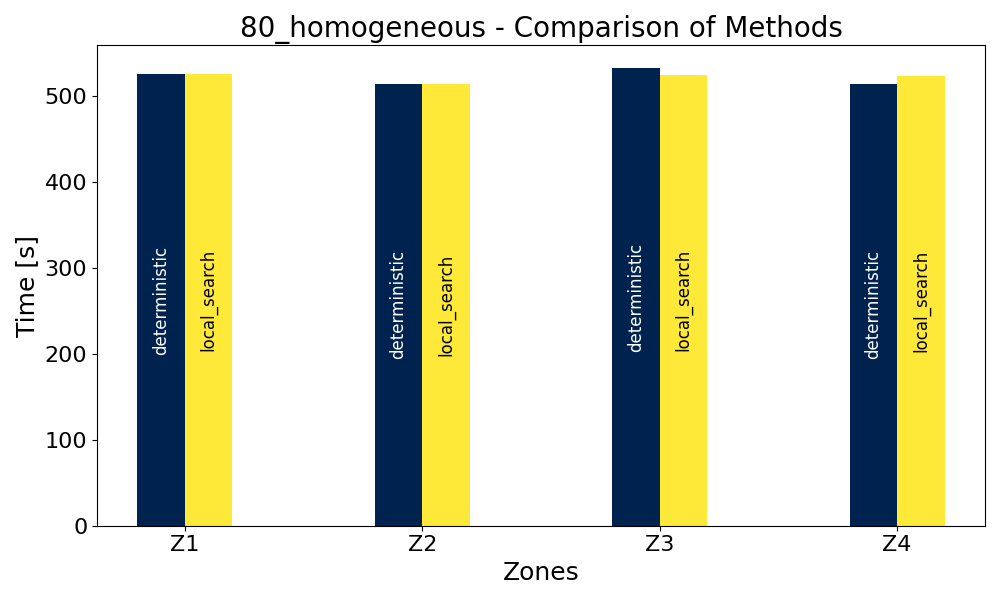 80_homogeneous - Comparison of Methods
Time [s]
500
400
300
200
100
0
deterministic
local_search
deterministic
local_search
deterministic
local_search
deterministic
local_search
Z1
Z2
Z3
Z4
Zones